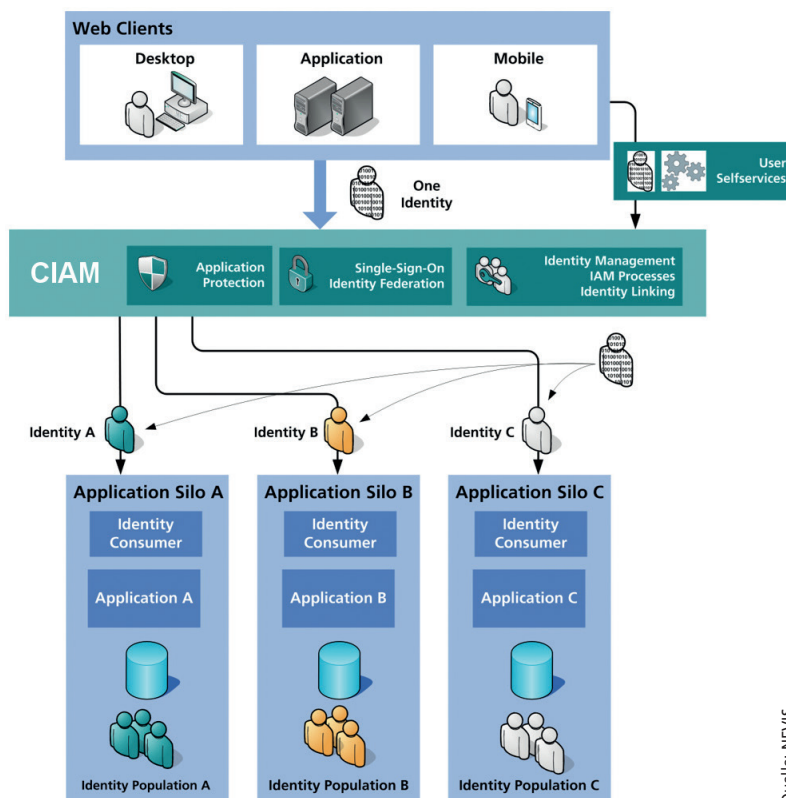 Web Clients
Desktop
Application
Mobile
User
Selfservices
One
Identity
CIAM
Application
Protection
Single-Sign-On
Identity Federation
Identity Management
IAM Processes
Identity Linking
Identity A
Identity B
Identity C
Application Silo A
Identity
Consumer
Application A
Identity Population A
Application Silo B
Identity
Consumer
Application B
Identity Population B
Application Silo C
Identity
Consumer
Application C
Identity Population C
Quelle: NEVIS